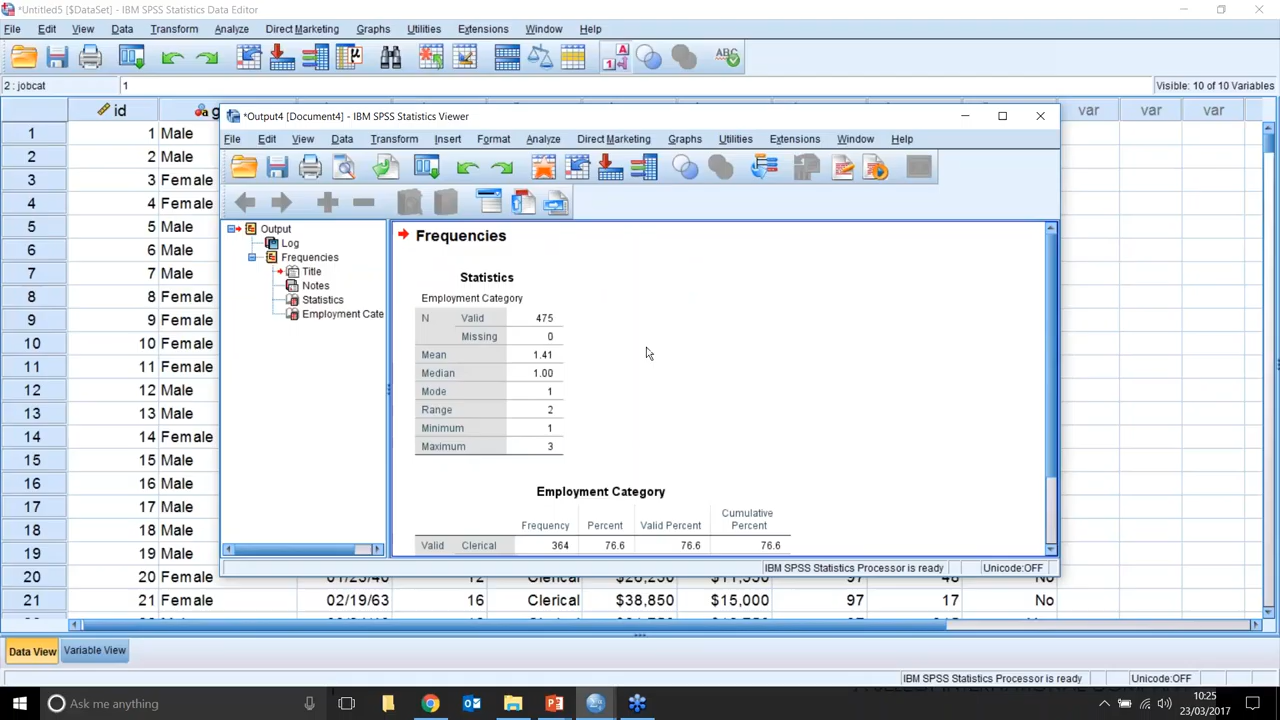 *Untitled5 [$DataSet] - IBM SPSS Statistics Data Editor
File Edit View Data Transform Analyze Direct Marketing Graphs Utilities Extensions Window Help
2 : jobcat 1 Visible: 10 of 10 Variables
id g var var var
*Output4 [Document4] - IBM SPSS Statistics Viewer
File Edit View Data Transform Insert Format Analyze Direct Marketing Graphs Utilities Extensions Window Help
Output
Log
Frequencies
Title
Notes
Statistics
Employment Cate
Frequencies
Statistics
Employment Category
N Valid 475
Missing 0
Mean 1.41
Median 1.00
Mode 1
Range 2
Minimum 1
Maximum 3
Employment Category
Frequency Percent Valid Percent Cumulative Percent
Valid Clerical 364 76.6 76.6 76.6
IBM SPSS Statistics Processor is ready Unicode:OFF
1 1 Male
2 2 Male
3 3 Female
4 4 Female
5 5 Male
6 6 Male
7 7 Male
8 8 Female
9 9 Female
10 10 Female
11 11 Female
12 12 Male
13 13 Male
14 14 Female
15 15 Male
16 16 Male
17 17 Male
18 18 Male
19 19 Male
20 20 Female 01/23/40 12 Clerical $26,250 $11,550 97 48 No
21 21 Female 02/19/63 16 Clerical $38,850 $15,000 97 17 No
Data View Variable View
IBM SPSS Statistics Processor is ready Unicode:OFF
Ask me anything
10:25
23/03/2017